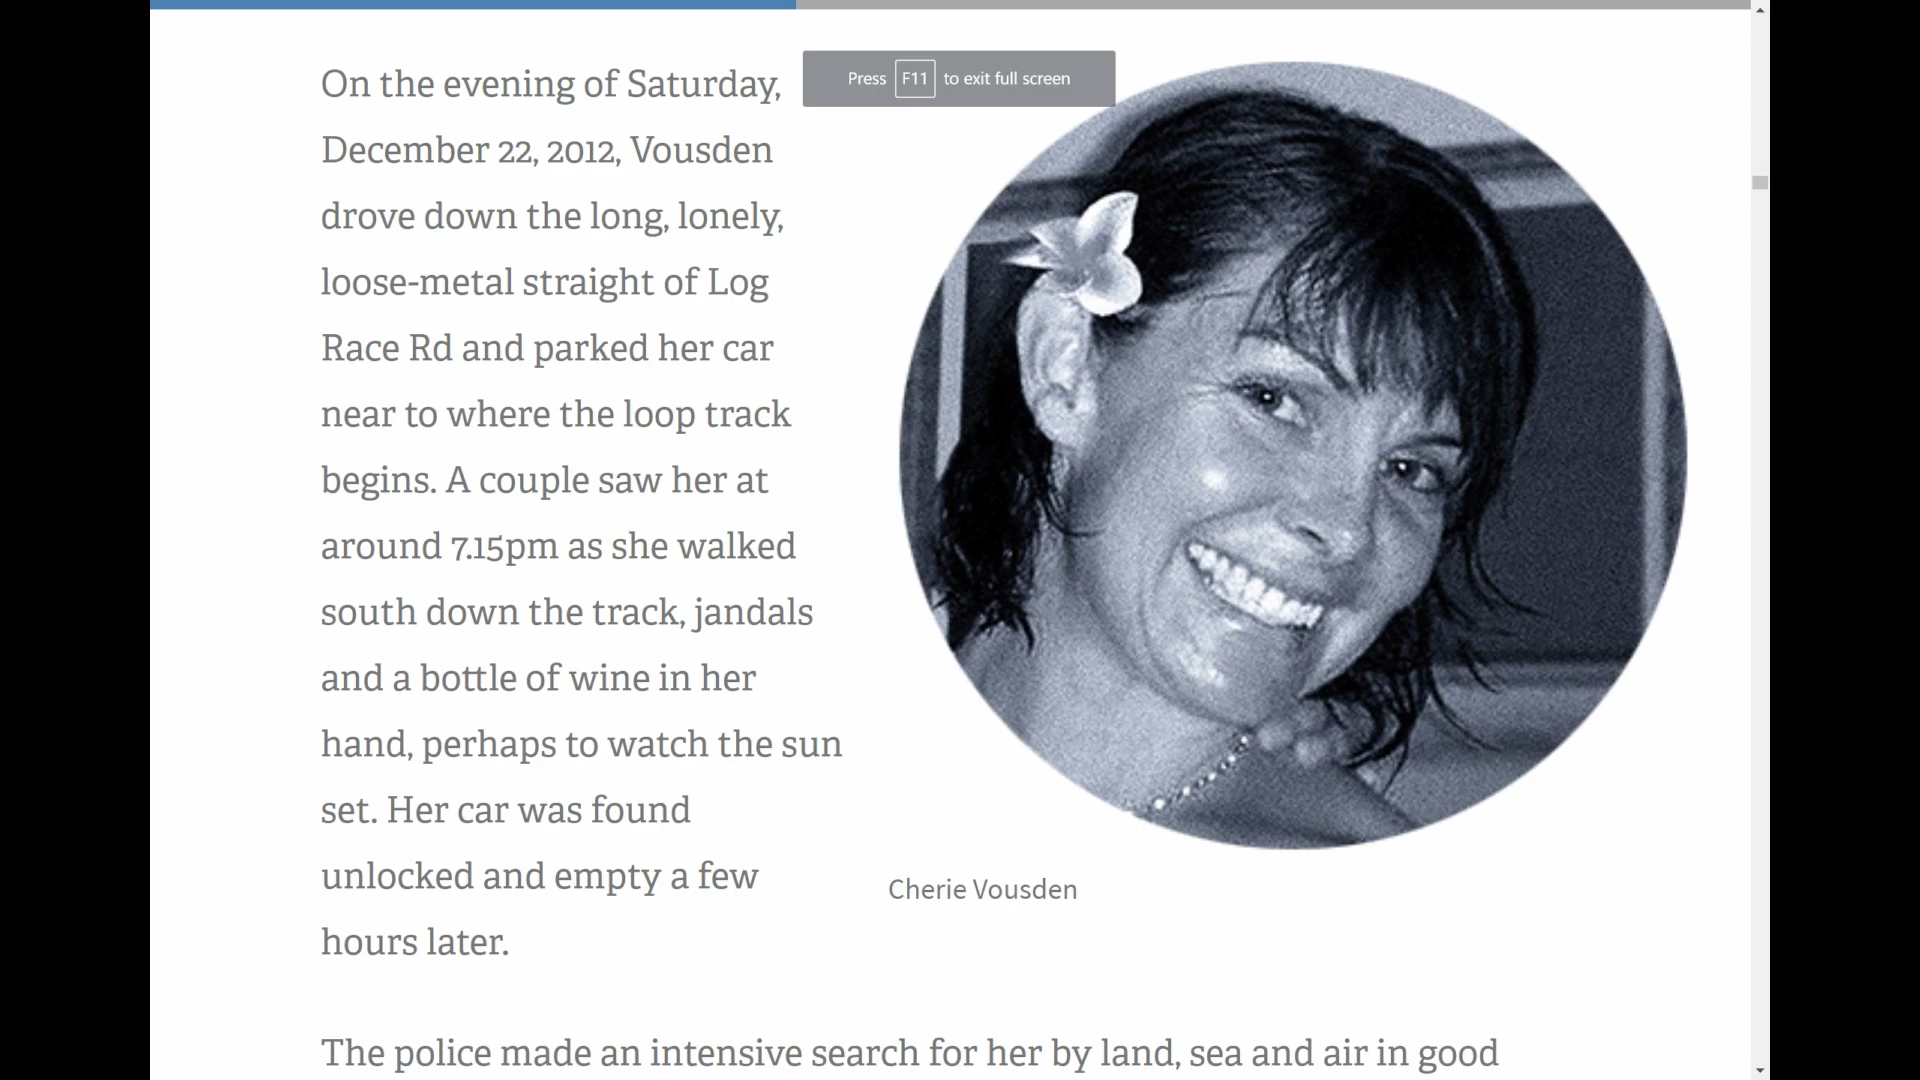 On the evening of Saturday,
Press F11 to exit full screen
December 22, 2012, Vousden
drove down the long, lonely,
loose-metal straight of Log
Race Rd and parked her car
near to where the loop track
begins. A couple saw her at
around 7.15pm as she walked
south down the track, jandals
and a bottle of wine in her
hand, perhaps to watch the sun
set. Her car was found
unlocked and empty a few
hours later.
Cherie Vousden
The police made an intensive search for her by land, sea and air in good